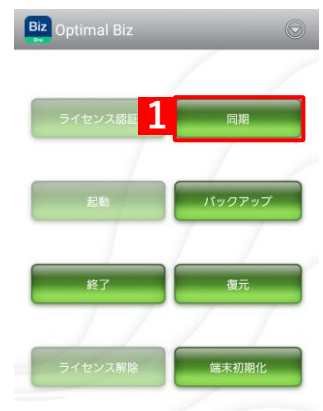 Biz Optimal Biz
ライセンス認証 1 同期
起動 バックアップ
終了 復元
ライセンス解除 端末初期化